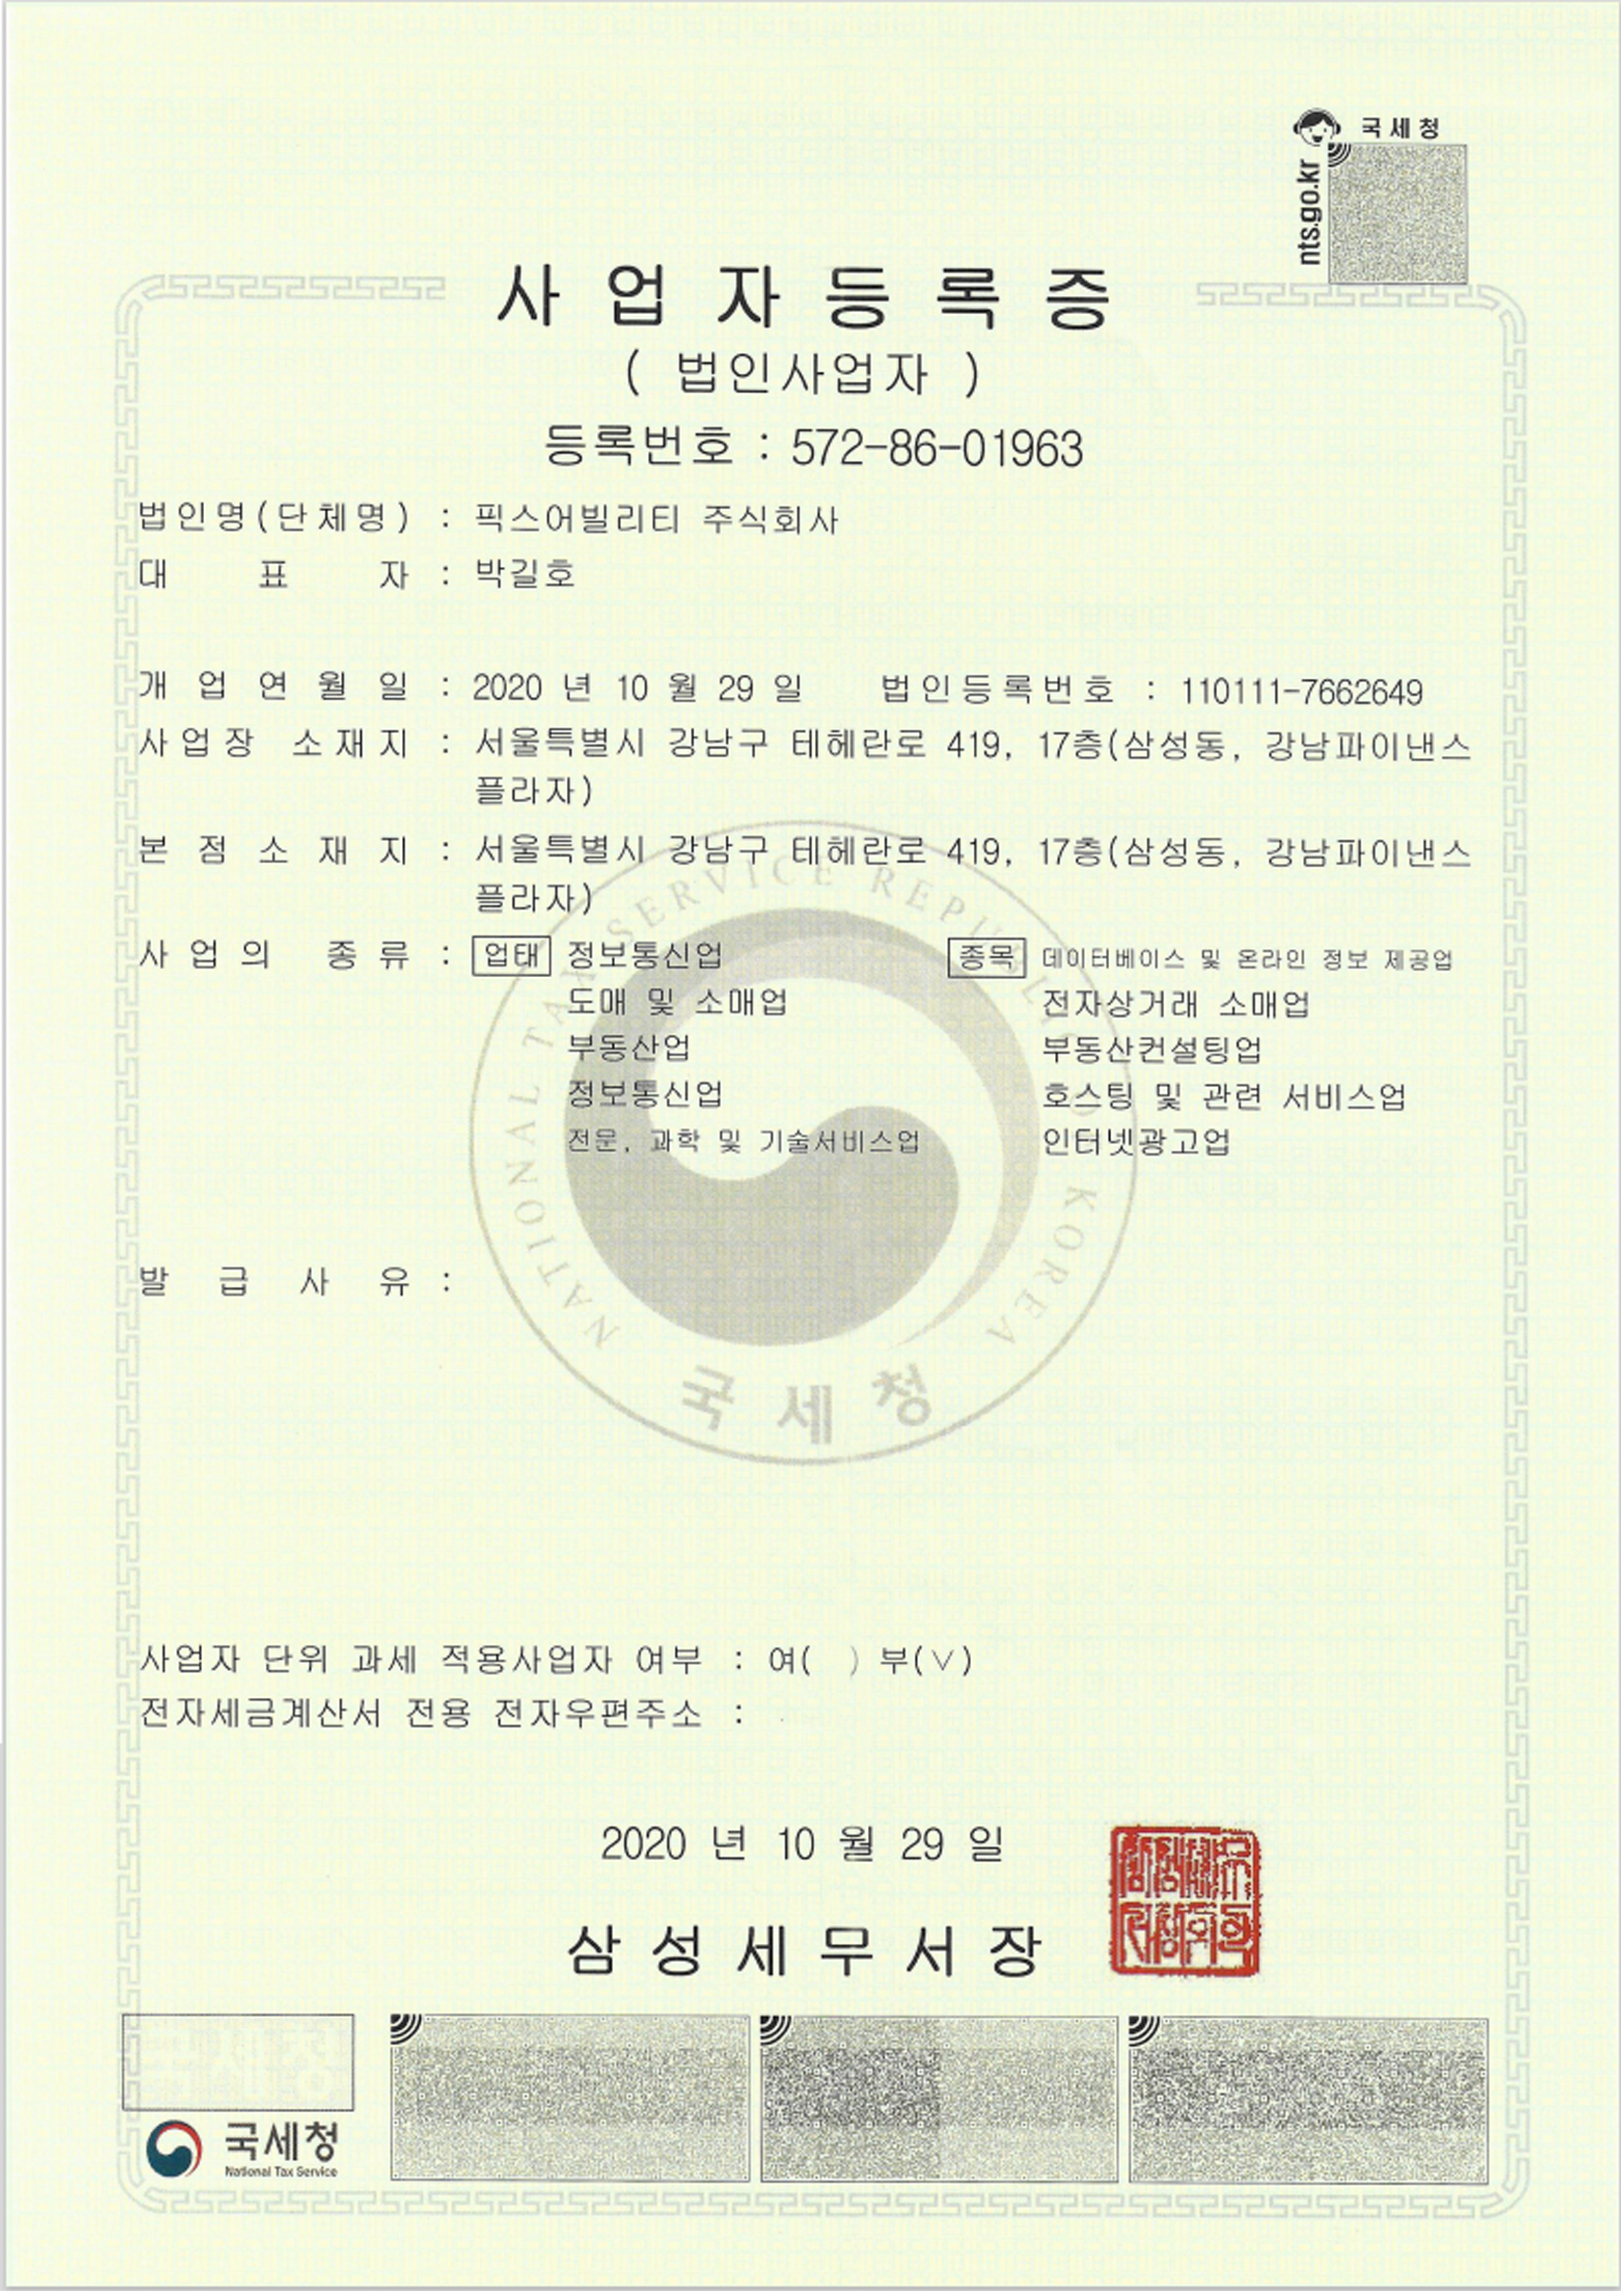 국세청
nts.go.kr
사업자등록증
( 법인사업자 )
등록번호 : 572-86-01963
법인명(단체명) : 픽스어빌리티 주식회사
대 표 자 : 박길호
개 업 연 월 일 : 2020 년 10 월 29 일 법인등록번호 : 110111-7662649
사업장 소재지 : 서울특별시 강남구 테헤란로 419, 17층(삼성동, 강남파이낸스
플라자)
본 점 소 재 지 : 서울특별시 강남구 테헤란로 419, 17층(삼성동, 강남파이낸스
플라자)
사업의 종류 : 업태 정보통신업 종목 데이터베이스 및 온라인 정보 제공업
도매 및 소매업 전자상거래 소매업
부동산업 부동산컨설팅업
정보통신업 호스팅 및 관련 서비스업
전문, 과학 및 기술서비스업 인터넷광고업
NATIONAL TAX SERVICE REPUBLIC OF KOREA
발 급 사 유 :
국세청
사업자 단위 과세 적용사업자 여부 : 여( ) 부(∨)
전자세금계산서 전용 전자우편주소 :
2020 년 10 월 29 일
삼성세무서장
국세청
National Tax Service